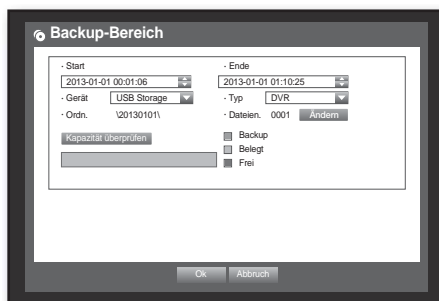 Backup-Bereich
· Start
2013-01-01 00:01:06
· Ende
2013-01-01 01:10:25
· Gerät USB Storage
· Typ DVR
· Ordn. \20130101\
· Dateien. 0001 Ändern
Kapazität überprüfen
Backup
Belegt
Frei
Ok Abbruch